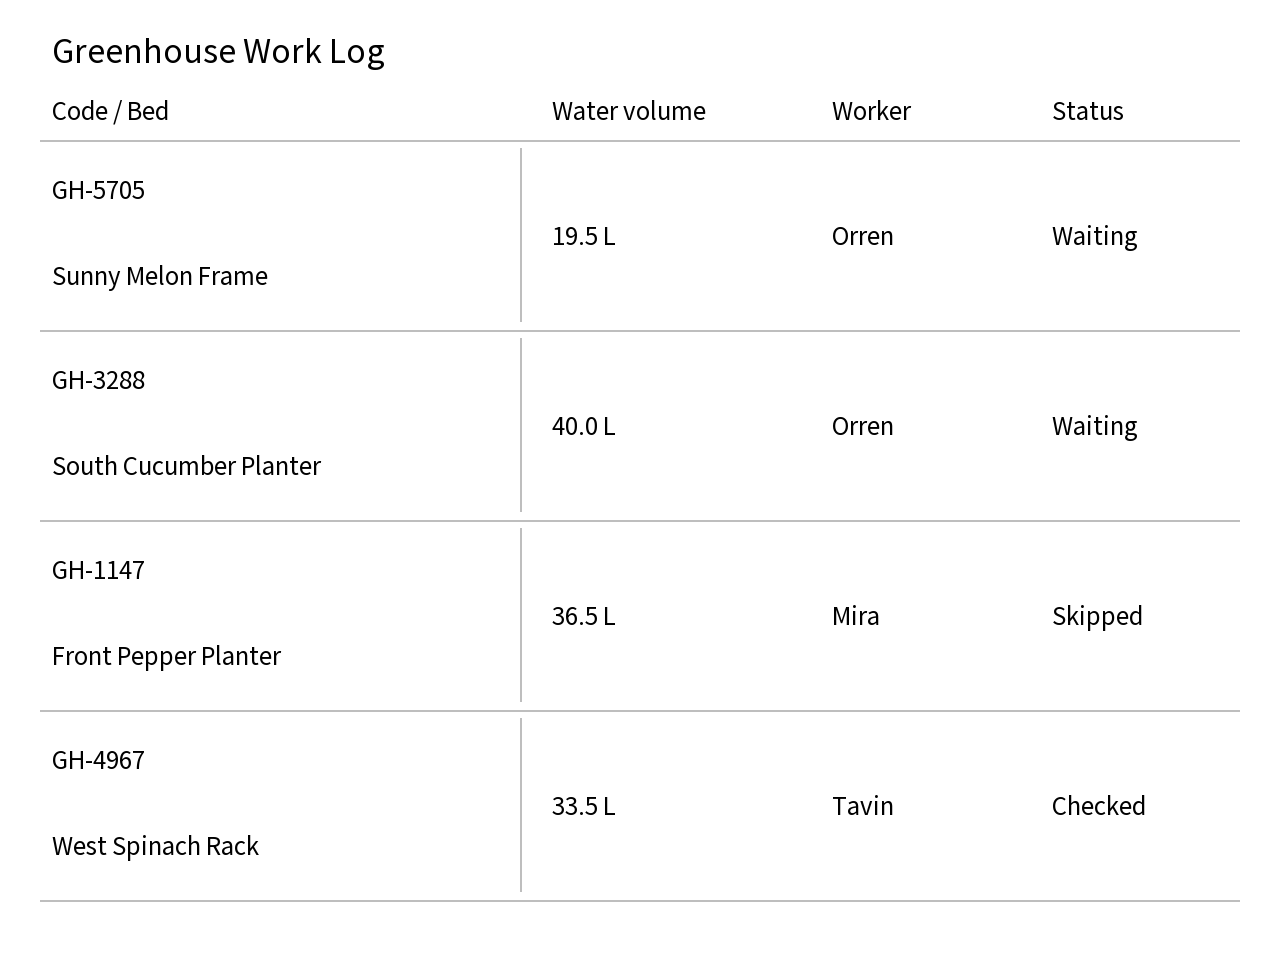 Greenhouse Work Log
Code / Bed Water volume Worker Status
GH-5705
Sunny Melon Frame
19.5 L Orren Waiting
GH-3288
South Cucumber Planter
40.0 L Orren Waiting
GH-1147
Front Pepper Planter
36.5 L Mira Skipped
GH-4967
West Spinach Rack
33.5 L Tavin Checked